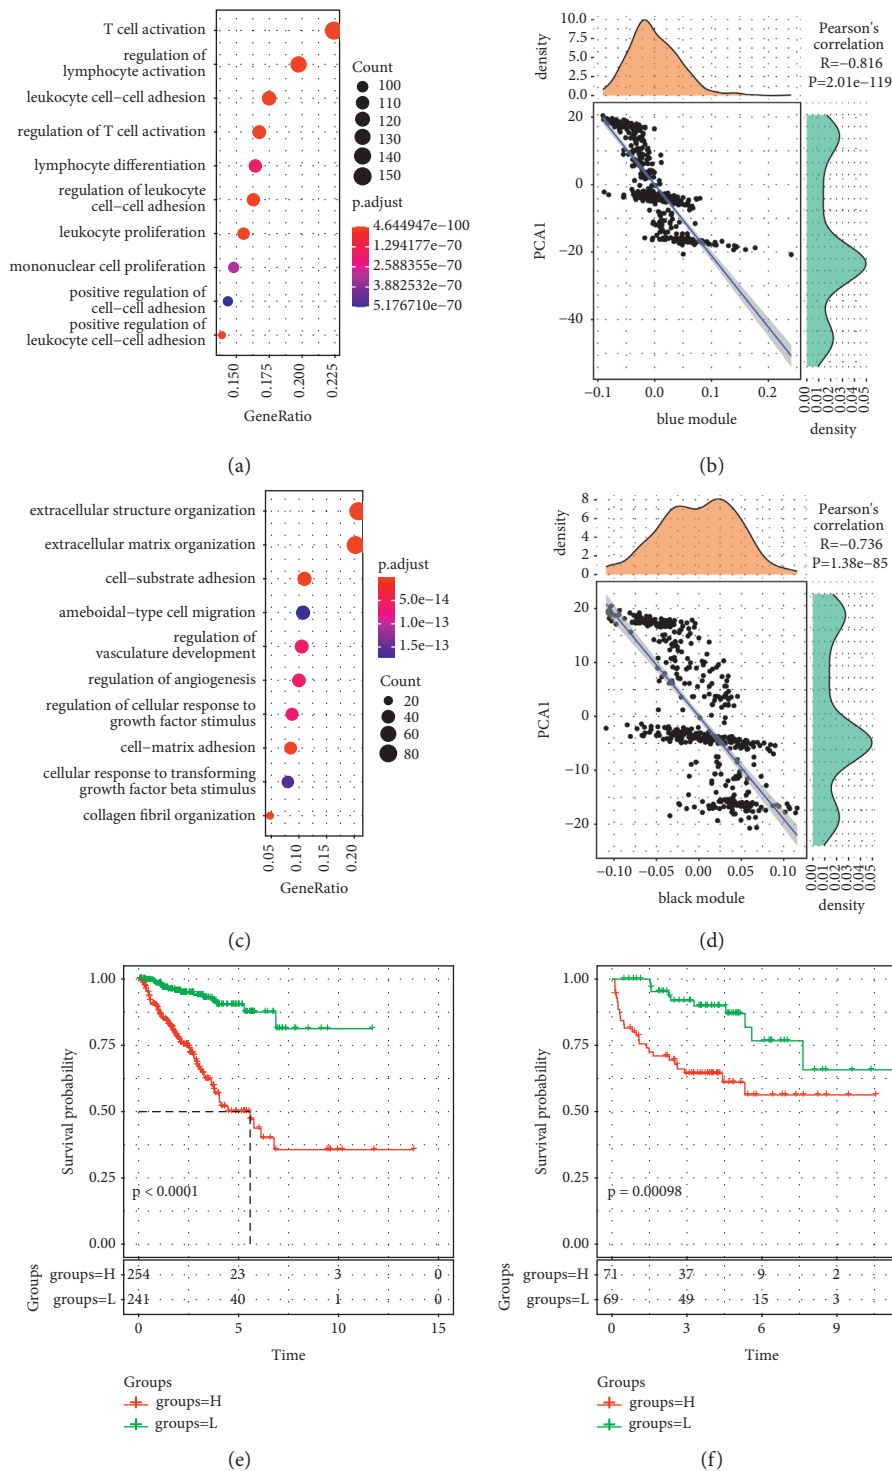 T cell activation
regulation of
lymphocyte activation
leukocyte cell−cell adhesion
regulation of T cell activation
lymphocyte differentiation
regulation of leukocyte
cell−cell adhesion
leukocyte proliferation
mononuclear cell proliferation
positive regulation of
cell−cell adhesion
positive regulation of
leukocyte cell−cell adhesion
0.150
0.175
0.200
0.225
GeneRatio
Count
100
110
120
130
140
150
p.adjust
4.644947e−100
1.294177e−70
2.588355e−70
3.882532e−70
5.176710e−70
(a)
density
10.0
7.5
5.0
2.5
0.0
Pearson's
correlation
R=−0.816
P=2.01e−119
PCA1
20
0
−20
−40
−0.1
0.0
0.1
0.2
blue module
0.00
0.01
0.02
0.03
0.04
0.05
density
(b)
extracellular structure organization
extracellular matrix organization
cell−substrate adhesion
ameboidal−type cell migration
regulation of
vasculature development
regulation of angiogenesis
regulation of cellular response to
growth factor stimulus
cell−matrix adhesion
cellular response to transforming
growth factor beta stimulus
collagen fibril organization
0.05
0.10
0.15
0.20
GeneRatio
p.adjust
5.0e−14
1.0e−13
1.5e−13
Count
20
40
60
80
(c)
density
8
6
4
2
0
Pearson's
correlation
R=−0.736
P=1.38e−85
PCA1
20
10
0
−10
−20
−0.10
−0.05
0.00
0.05
0.10
black module
0.00
0.01
0.02
0.03
0.04
0.05
density
(d)
Survival probability
1.00
0.75
0.50
0.25
0.00
p < 0.0001
Groups
groups=H 254 23 3 0
groups=L 241 40 1 0
0 5 10 15
Time
Groups
groups=H
groups=L
(e)
Survival probability
1.00
0.75
0.50
0.25
0.00
p = 0.00098
Groups
groups=H 71 37 9 2
groups=L 69 49 15 3
0 3 6 9
Time
Groups
groups=H
groups=L
(f)